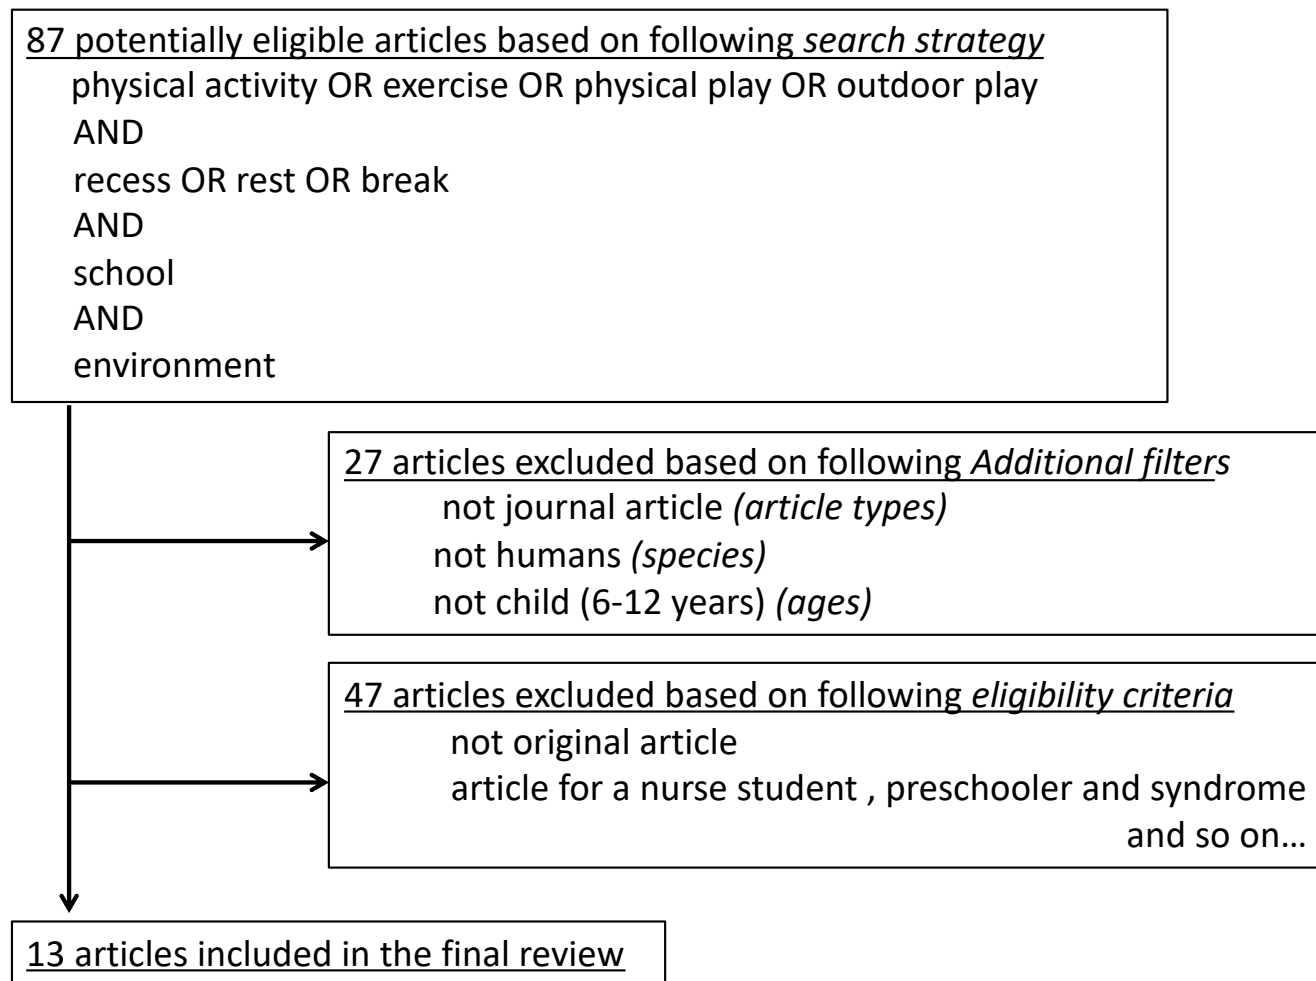 87 potentially eligible articles based on following search strategy
physical activity OR exercise OR physical play OR outdoor play
AND
recess OR rest OR break
AND
school
AND
environment
27 articles excluded based on following Additional filters
not journal article (article types)
not humans (species)
not child (6-12 years) (ages)
47 articles excluded based on following eligibility criteria
not original article
article for a nurse student , preschooler and syndrome
and so on…
13 articles included in the final review